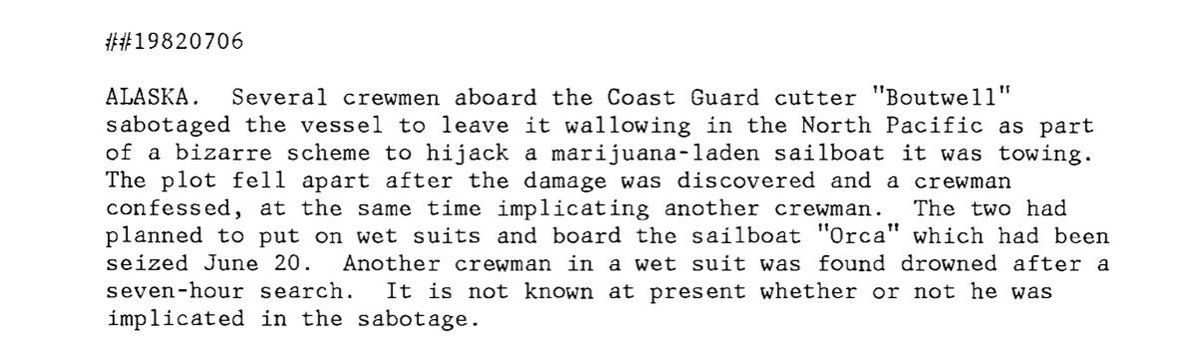 ##19820706
ALASKA.  Several crewmen aboard the Coast Guard cutter "Boutwell"
sabotaged the vessel to leave it wallowing in the North Pacific as part
of a bizarre scheme to hijack a marijuana-laden sailboat it was towing.
The plot fell apart after the damage was discovered and a crewman
confessed, at the same time implicating another crewman.  The two had
planned to put on wet suits and board the sailboat "Orca" which had been
seized June 20.  Another crewman in a wet suit was found drowned after a
seven-hour search.  It is not known at present whether or not he was
implicated in the sabotage.